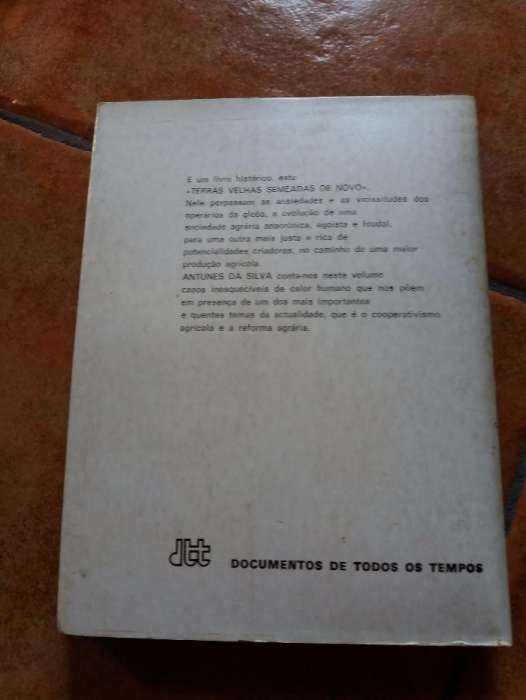 É um livro histórico, este
«TERRAS VELHAS SEMEADAS DE NOVO».
Nele perpassam as ansiedades e as vicissitudes dos
operários da gleba, a evolução de uma
sociedade agrária anacrónica, egoista e feudal,
para uma outra mais justa e rica de
potencialidades criadoras, no caminho de uma maior
produção agrícola.
ANTUNES DA SILVA conta-nos neste volume
casos inesquecíveis de calor humano que nos põem
em presença de um dos mais importantes
e quentes temas da actualidade, que é o cooperativismo
agrícola e a reforma agrária.
dtt DOCUMENTOS DE TODOS OS TEMPOS